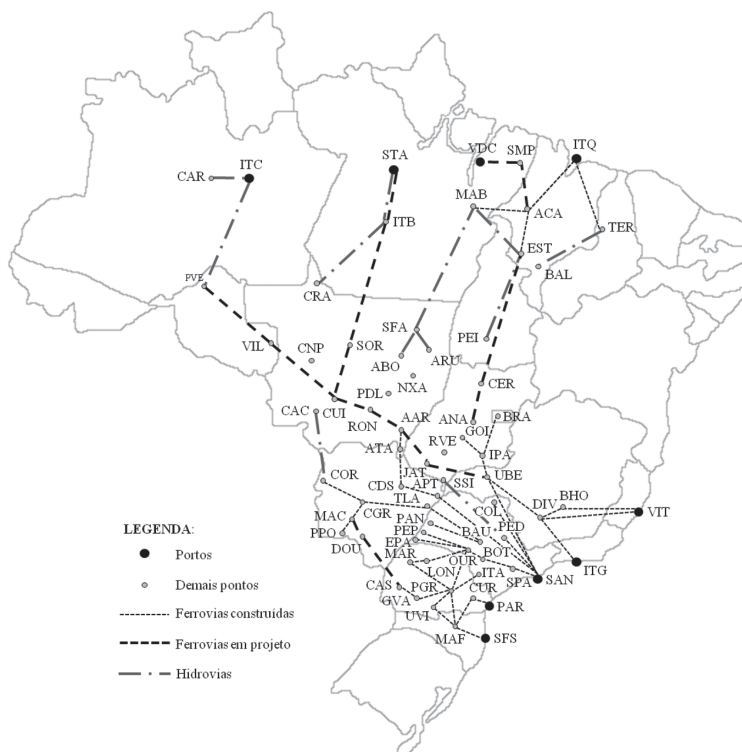 VDC SMP ITQ
STA
ITC
CAR
MAB
ACA
ITB
TER
EST
BAL
PVE
CRA
SFA
PEI
VIL
SOR
CNP
ABO
ARU
NXA
CER
PDL
CAC
CUI
RON
AAR
ANA
BRA
GOI
RVE
ATA
IPA
JAT
UBE
COR
CDS
APT
SSI
BHO
TLA
COL
DIV
VIT
CGR
LEGENDA:
MAC
PAN
PED
PPO
PEP
BAU
Portos
DOU
EPA
BOT
MAR
OUR
ITG
LON
ITA
SPA
SAN
Demais pontos
CAS
PGR
CUR
GVA
PAR
Ferrovias construídas
UVI
MAF
SFS
Ferrovias em projeto
Hidrovias